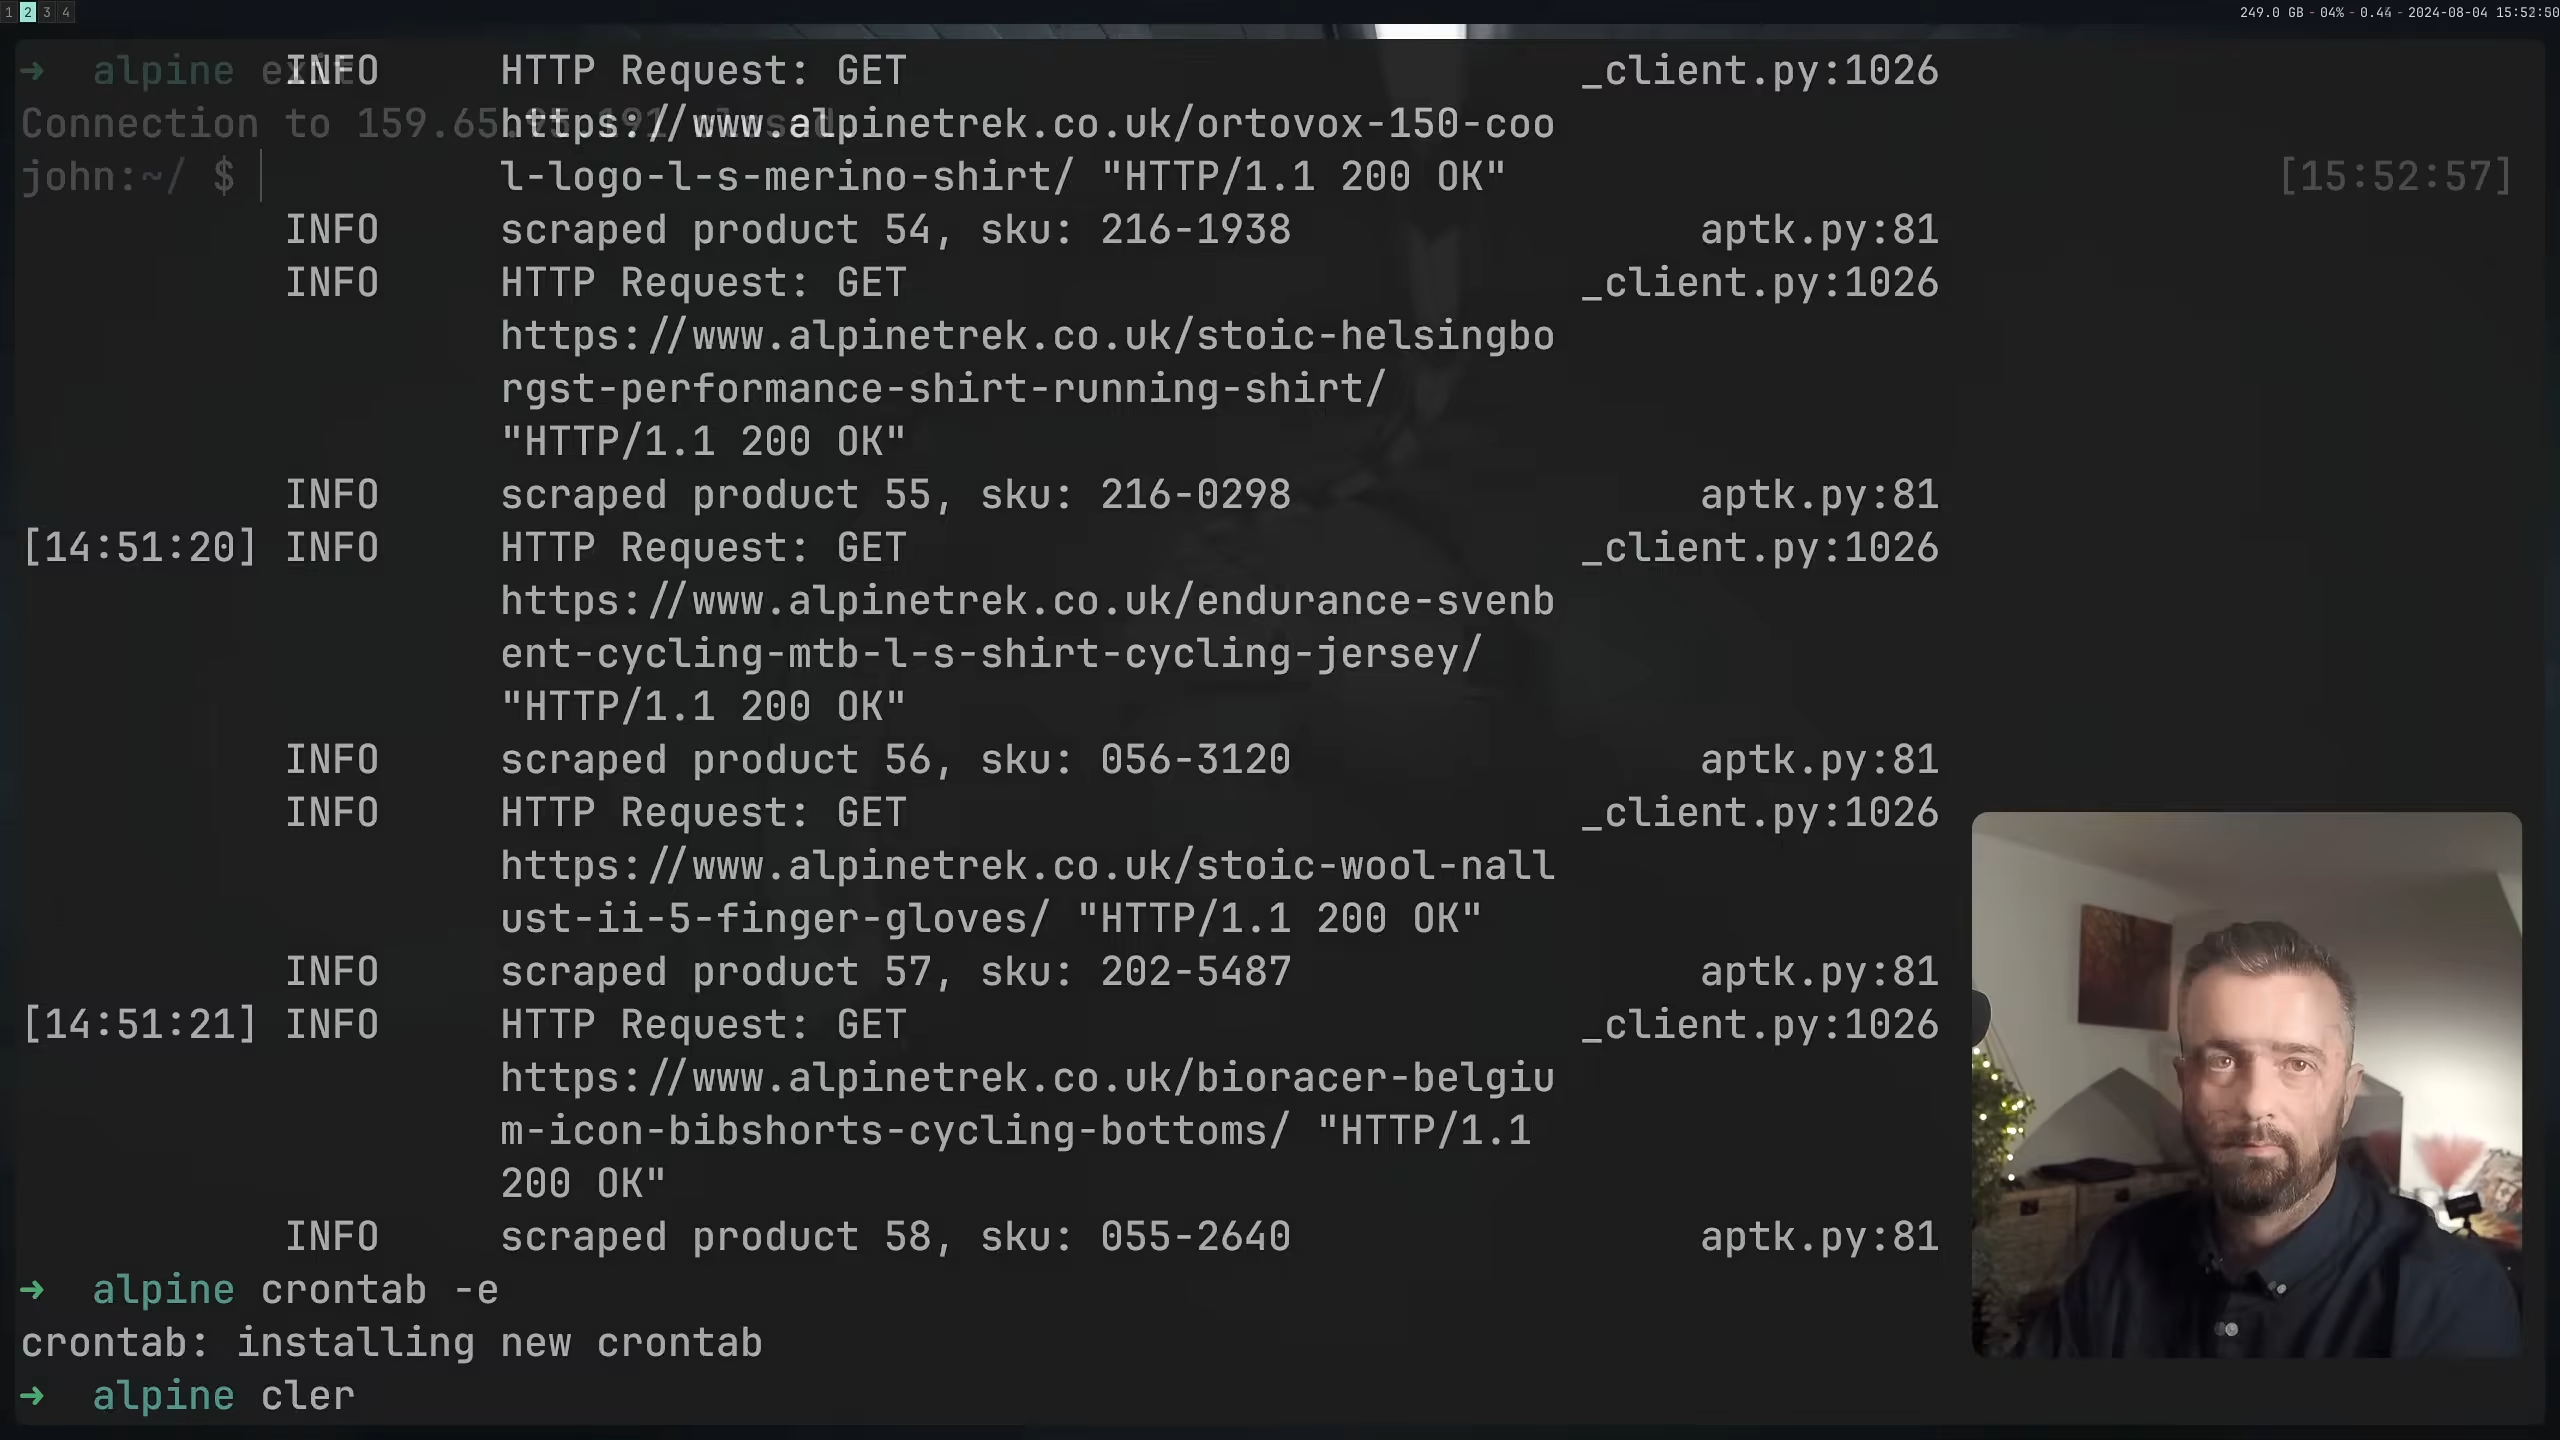 1 2 3 4
249.0 GB - 04% - 0.44 - 2024-08-04 15:52:50
→ alpine exit
INFO HTTP Request: GET _client.py:1026
Connection to 159.65.95.191 closed.
https://www.alpinetrek.co.uk/ortovox-150-coo
john:~/ $
l-logo-l-s-merino-shirt/ "HTTP/1.1 200 OK"
[15:52:57]
INFO scraped product 54, sku: 216-1938 aptk.py:81
INFO HTTP Request: GET _client.py:1026
https://www.alpinetrek.co.uk/stoic-helsingbo
rgst-performance-shirt-running-shirt/
"HTTP/1.1 200 OK"
INFO scraped product 55, sku: 216-0298 aptk.py:81
[14:51:20] INFO HTTP Request: GET _client.py:1026
https://www.alpinetrek.co.uk/endurance-svenb
ent-cycling-mtb-l-s-shirt-cycling-jersey/
"HTTP/1.1 200 OK"
INFO scraped product 56, sku: 056-3120 aptk.py:81
INFO HTTP Request: GET _client.py:1026
https://www.alpinetrek.co.uk/stoic-wool-nall
ust-ii-5-finger-gloves/ "HTTP/1.1 200 OK"
INFO scraped product 57, sku: 202-5487 aptk.py:81
[14:51:21] INFO HTTP Request: GET _client.py:1026
https://www.alpinetrek.co.uk/bioracer-belgiu
m-icon-bibshorts-cycling-bottoms/ "HTTP/1.1
200 OK"
INFO scraped product 58, sku: 055-2640 aptk.py:81
→ alpine crontab -e
crontab: installing new crontab
→ alpine cler